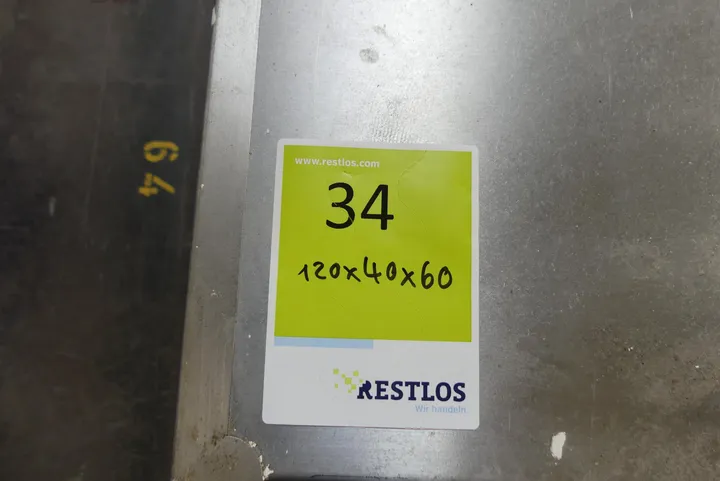 64
www.restlos.com
34
120x40x60
RESTLOS
Wir handeln.